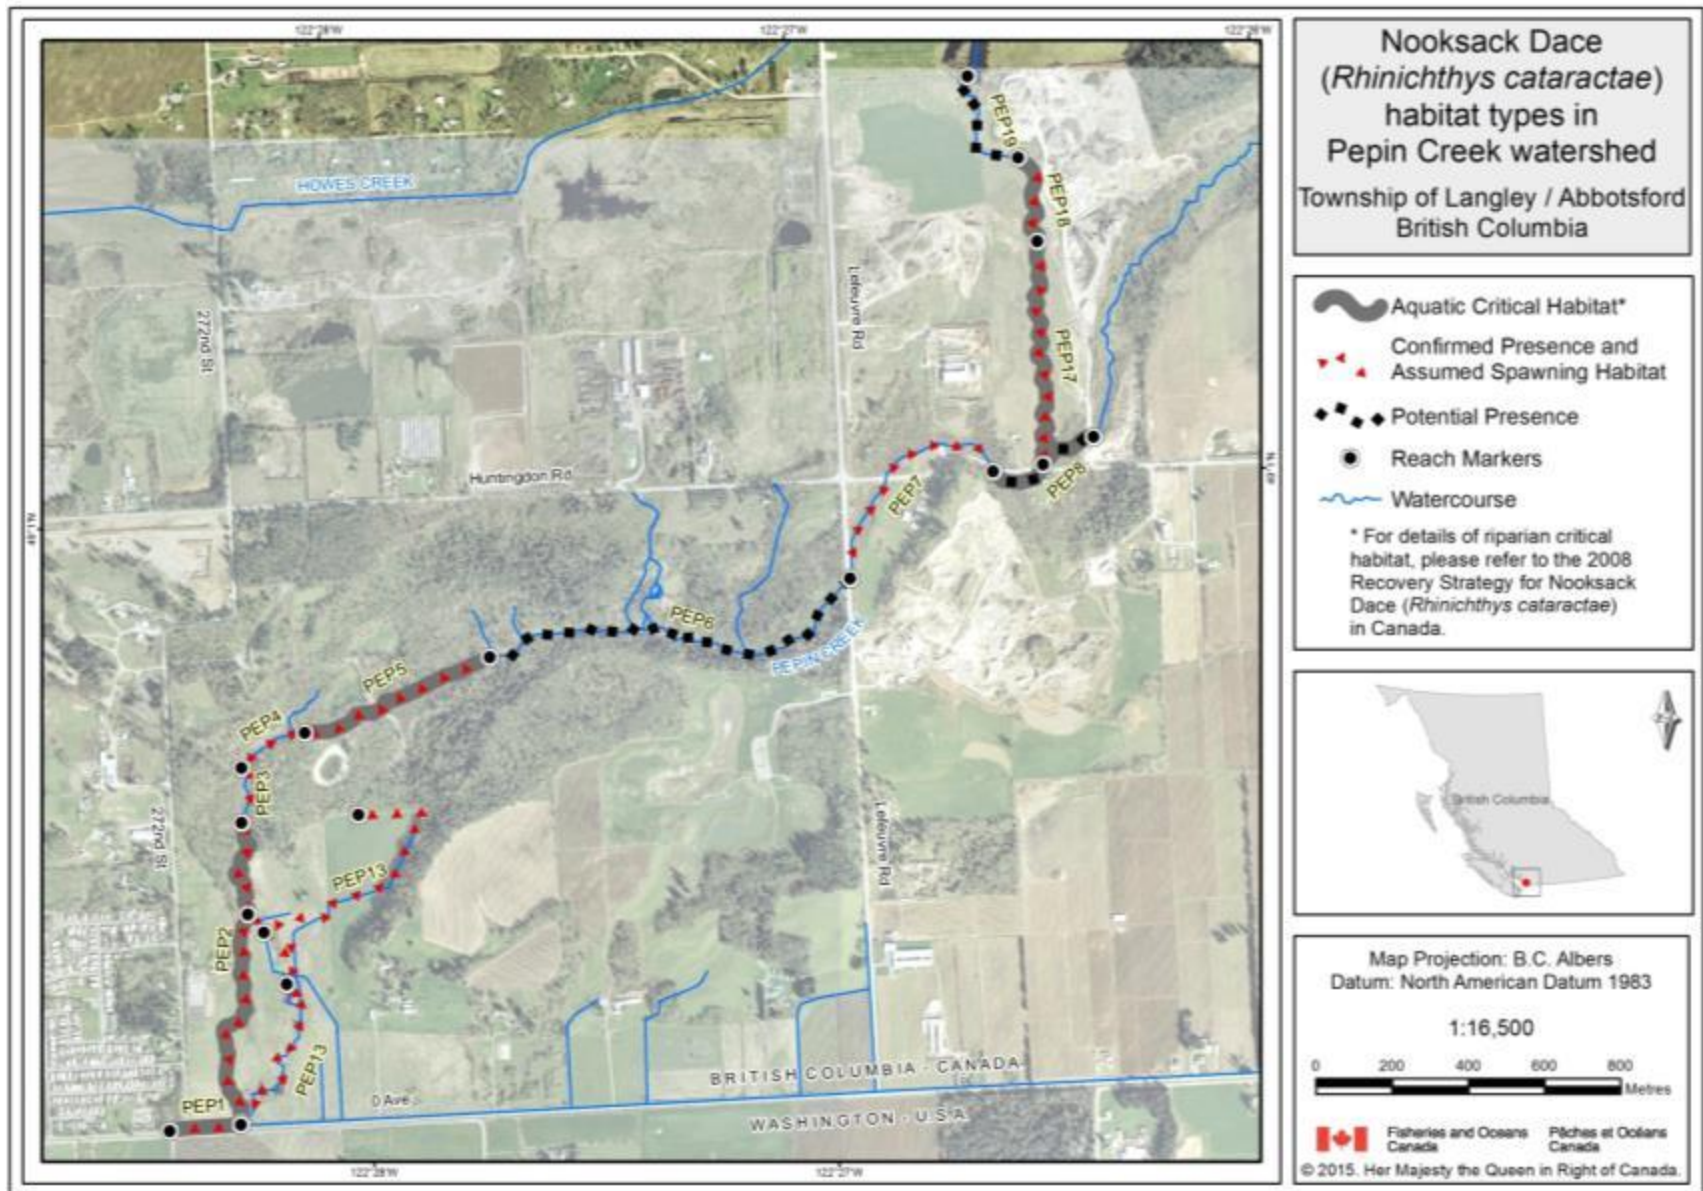 122°28'W
122°27'W
122°26'W
Nooksack Dace
(Rhinichthys cataractae)
habitat types in
Pepin Creek watershed
Township of Langley / Abbotsford
British Columbia
HOWES CREEK
PEP19
PEP18
272nd St
Lefeuvre Rd
PEP17
Huntingdon Rd
PEP7
PEP8
PEP6
PEPIN CREEK
PEP5
PEP4
PEP3
272nd St
Lefeuvre Rd
PEP13
PEP2
PEP13
BRITISH COLUMBIA - CANADA
PEP1
0 Ave
WASHINGTON - U.S.A.
122°28'W
122°27'W
Aquatic Critical Habitat*
Confirmed Presence and
Assumed Spawning Habitat
Potential Presence
Reach Markers
Watercourse
* For details of riparian critical
habitat, please refer to the 2008
Recovery Strategy for Nooksack
Dace (Rhinichthys cataractae)
in Canada.
British Columbia
Map Projection: B.C. Albers
Datum: North American Datum 1983
1:16,500
0 200 400 600 800
Metres
Fisheries and Oceans Pêches et Océans
Canada Canada
© 2015. Her Majesty the Queen in Right of Canada.